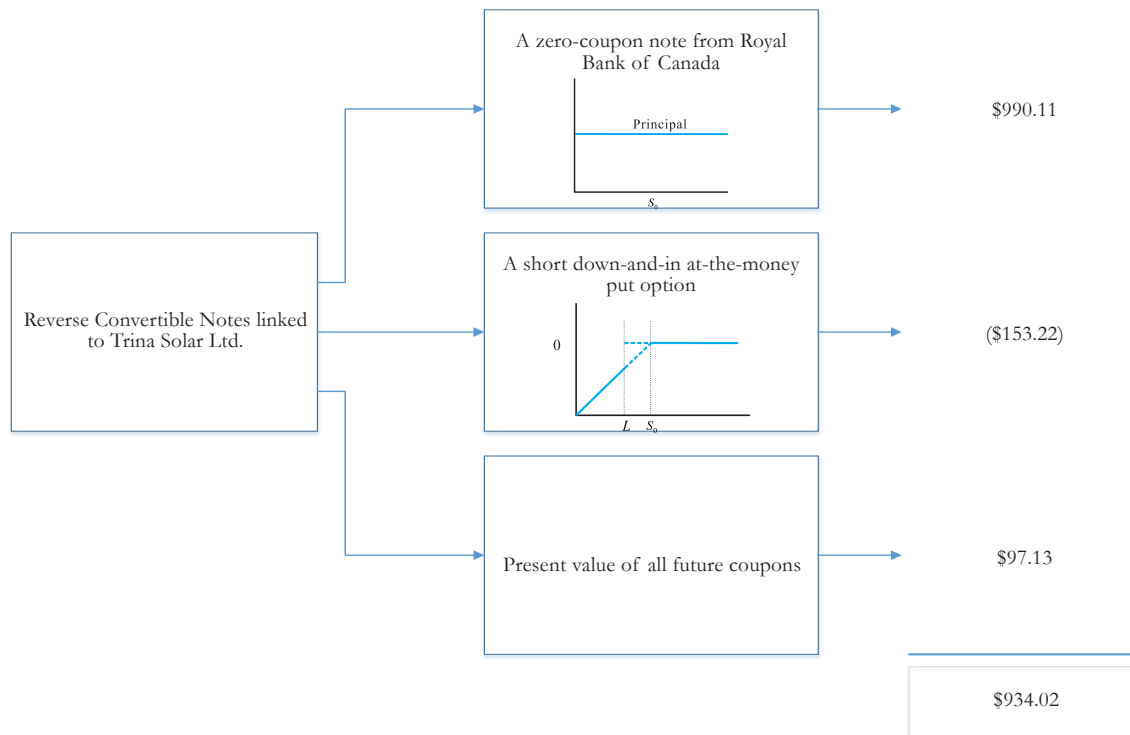 A zero-coupon note from Royal
Bank of Canada
Principal
S₀
$990.11
Reverse Convertible Notes linked
to Trina Solar Ltd.
A short down-and-in at-the-money
put option
0
L S₀
($153.22)
Present value of all future coupons
$97.13
$934.02